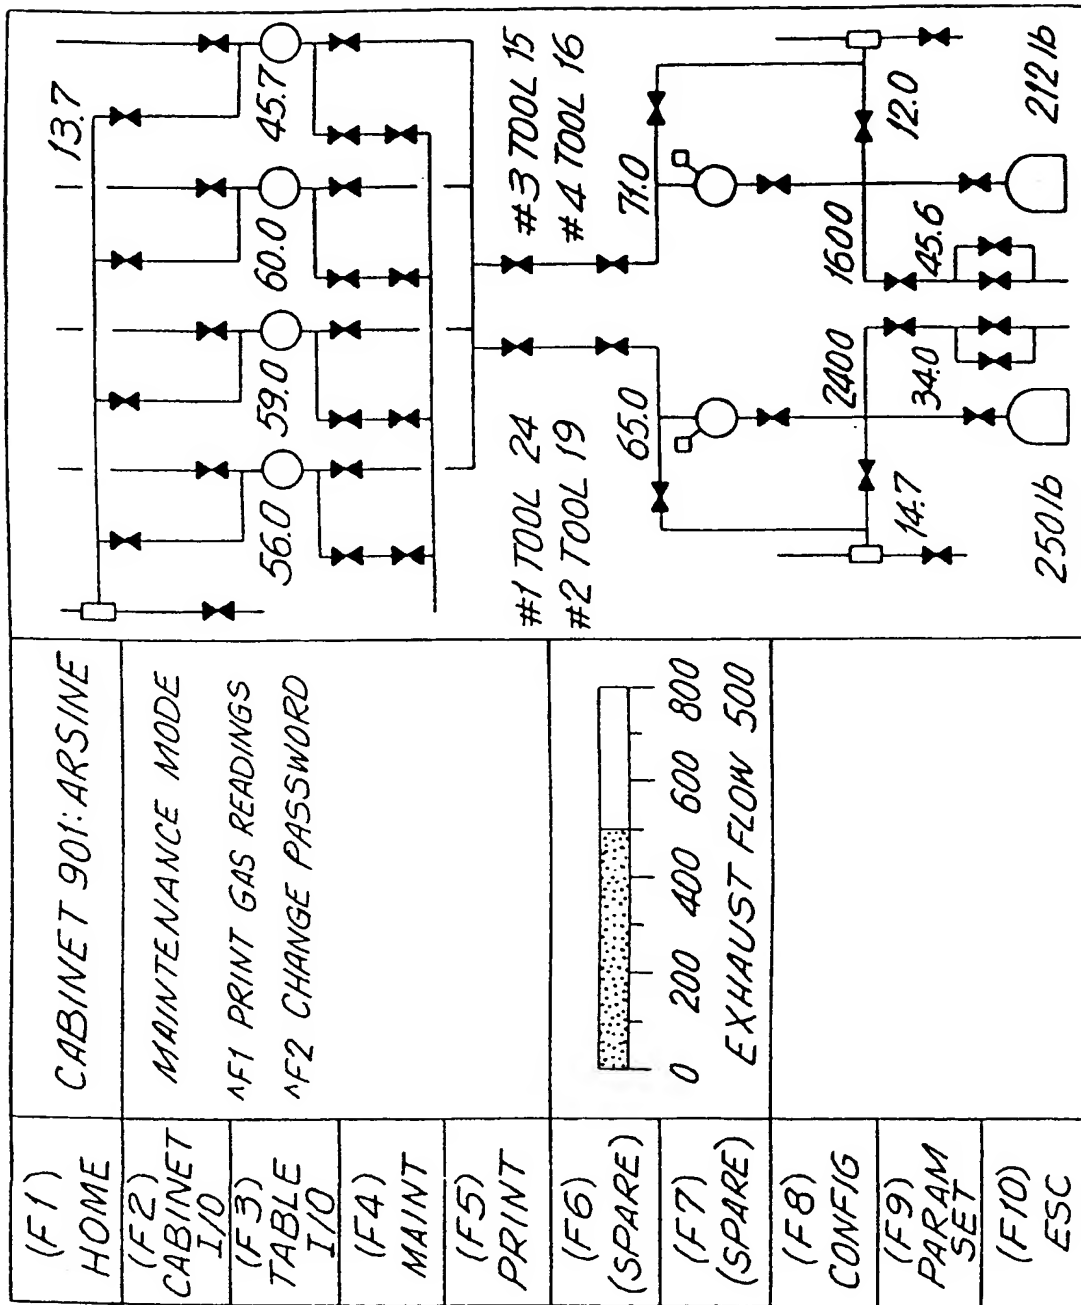 (F1)
HOME
(F2)
CABINET
I/O
(F3)
TABLE
I/O
(F4)
MAINT
(F5)
PRINT
(F6)
(SPARE)
(F7)
(SPARE)
(F8)
CONFIG
(F9)
PARAM
SET
(F10)
ESC
CABINET 901:ARSINE
MAINTENANCE MODE
^F1 PRINT GAS READINGS
^F2 CHANGE PASSWORD
0 200 400 600 800
EXHAUST FLOW 500
13.7
56.0 59.0 60.0 45.7
#1 TOOL 24 #3 TOOL 15
#2 TOOL 19 #4 TOOL 16
65.0 71.0
2400 1600
14.7 34.0 45.6 12.0
250 lb 212 lb